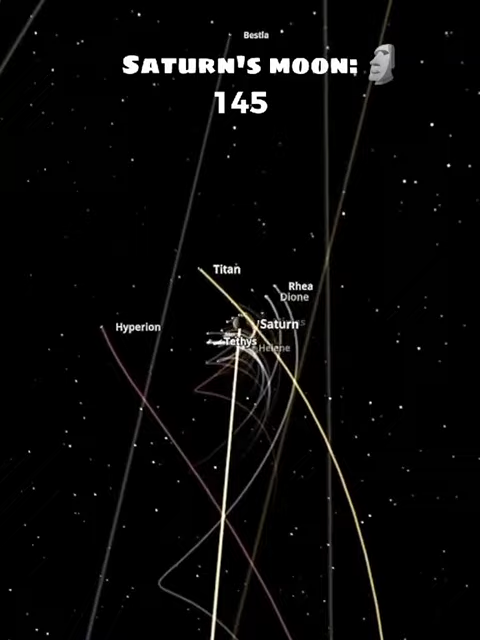 Bestla
SATURN'S MOON: 🗿
145
Titan
Rhea
Dione
Hyperion
Saturn
Tethys
Helene